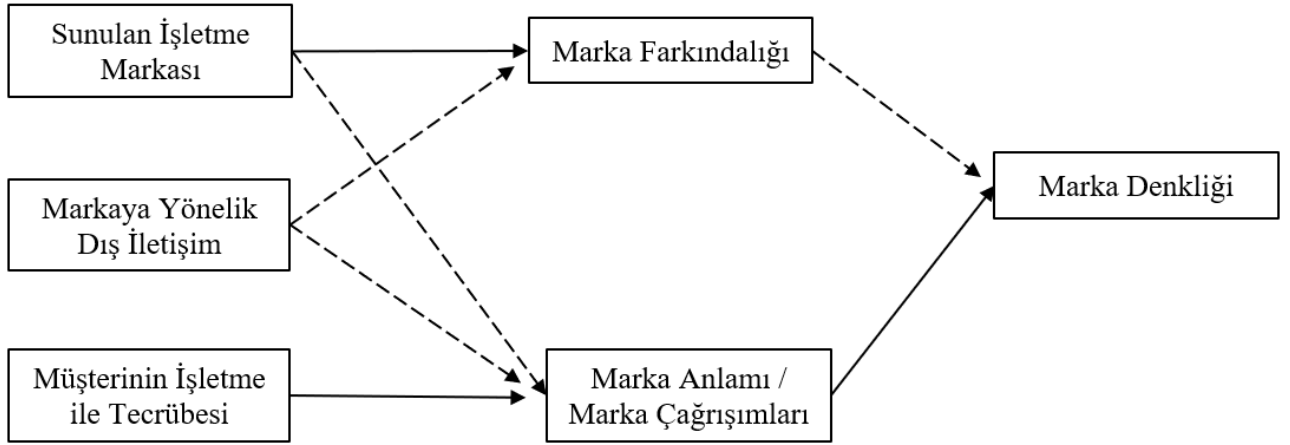 Sunulan İşletme
Markası
Marka Farkındalığı
Markaya Yönelik
Dış İletişim
Marka Denkliği
Müşterinin İşletme
ile Tecrübesi
Marka Anlamı /
Marka Çağrışımları